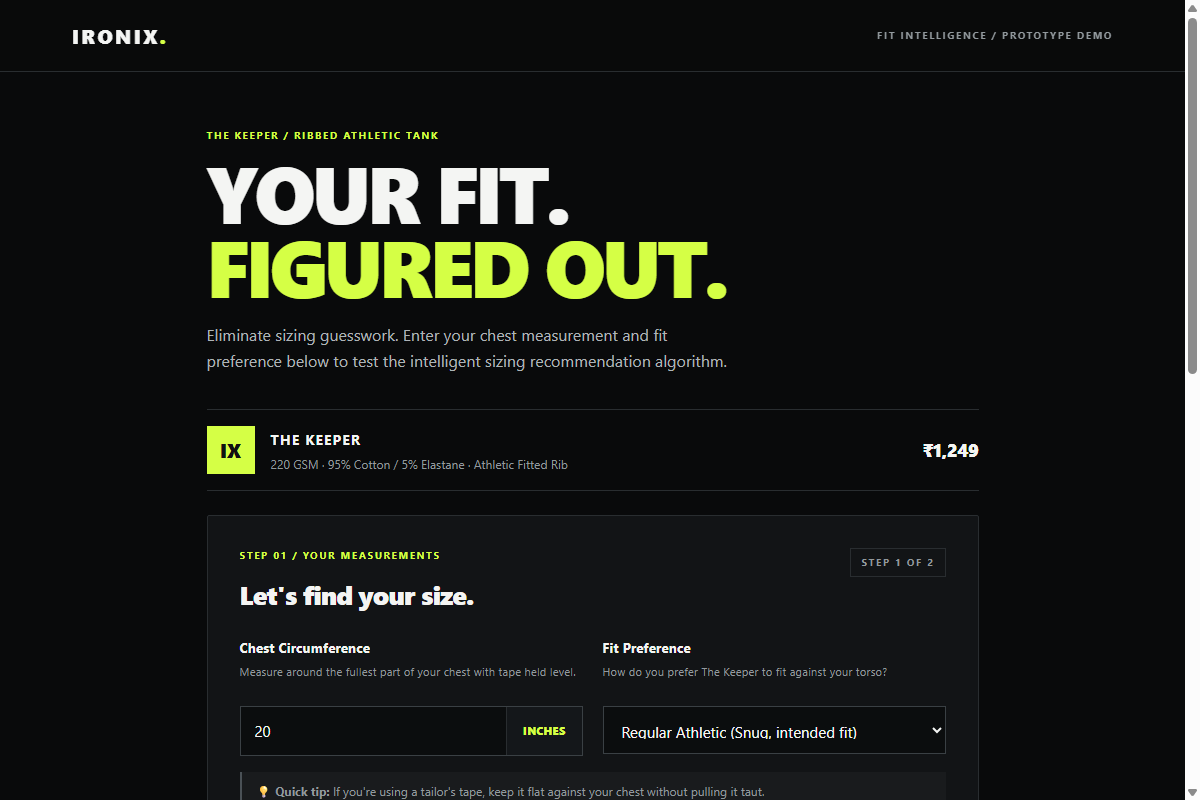 IRONIX.
FIT INTELLIGENCE / PROTOTYPE DEMO
THE KEEPER / RIBBED ATHLETIC TANK
YOUR FIT.
FIGURED OUT.
Eliminate sizing guesswork. Enter your chest measurement and fit
preference below to test the intelligent sizing recommendation algorithm.
IX
THE KEEPER
220 GSM · 95% Cotton / 5% Elastane · Athletic Fitted Rib
₹1,249
STEP 01 / YOUR MEASUREMENTS
STEP 1 OF 2
Let's find your size.
Chest Circumference
Measure around the fullest part of your chest with tape held level.
Fit Preference
How do you prefer The Keeper to fit against your torso?
20
INCHES
Regular Athletic (Snug, intended fit)
💡 Quick tip: If you're using a tailor's tape, keep it flat against your chest without pulling it taut.